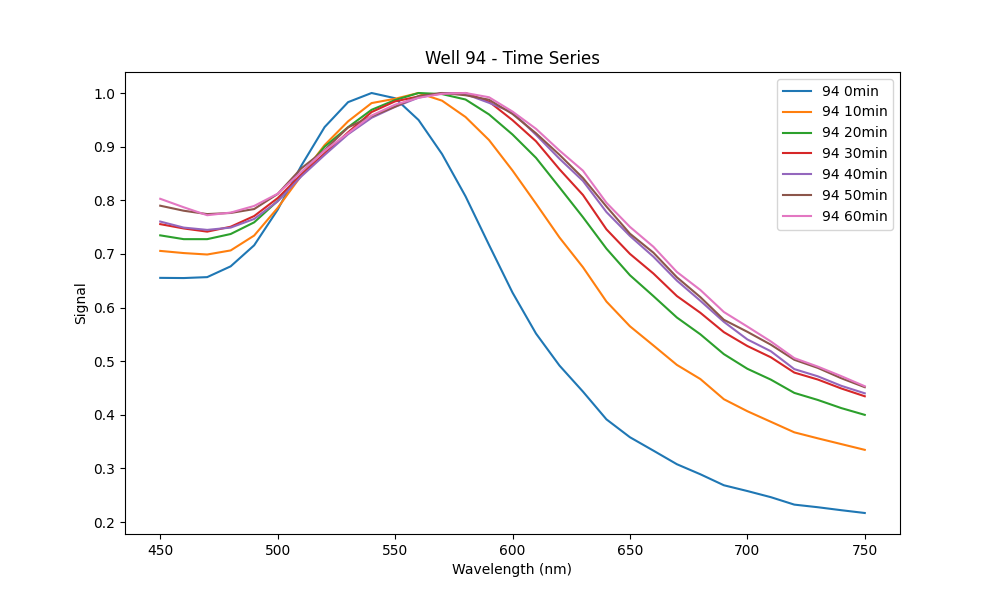 Well 94 - Time Series
Signal
1.0
0.9
0.8
0.7
0.6
0.5
0.4
0.3
0.2
94 0min
94 10min
94 20min
94 30min
94 40min
94 50min
94 60min
450 500 550 600 650 700 750
Wavelength (nm)